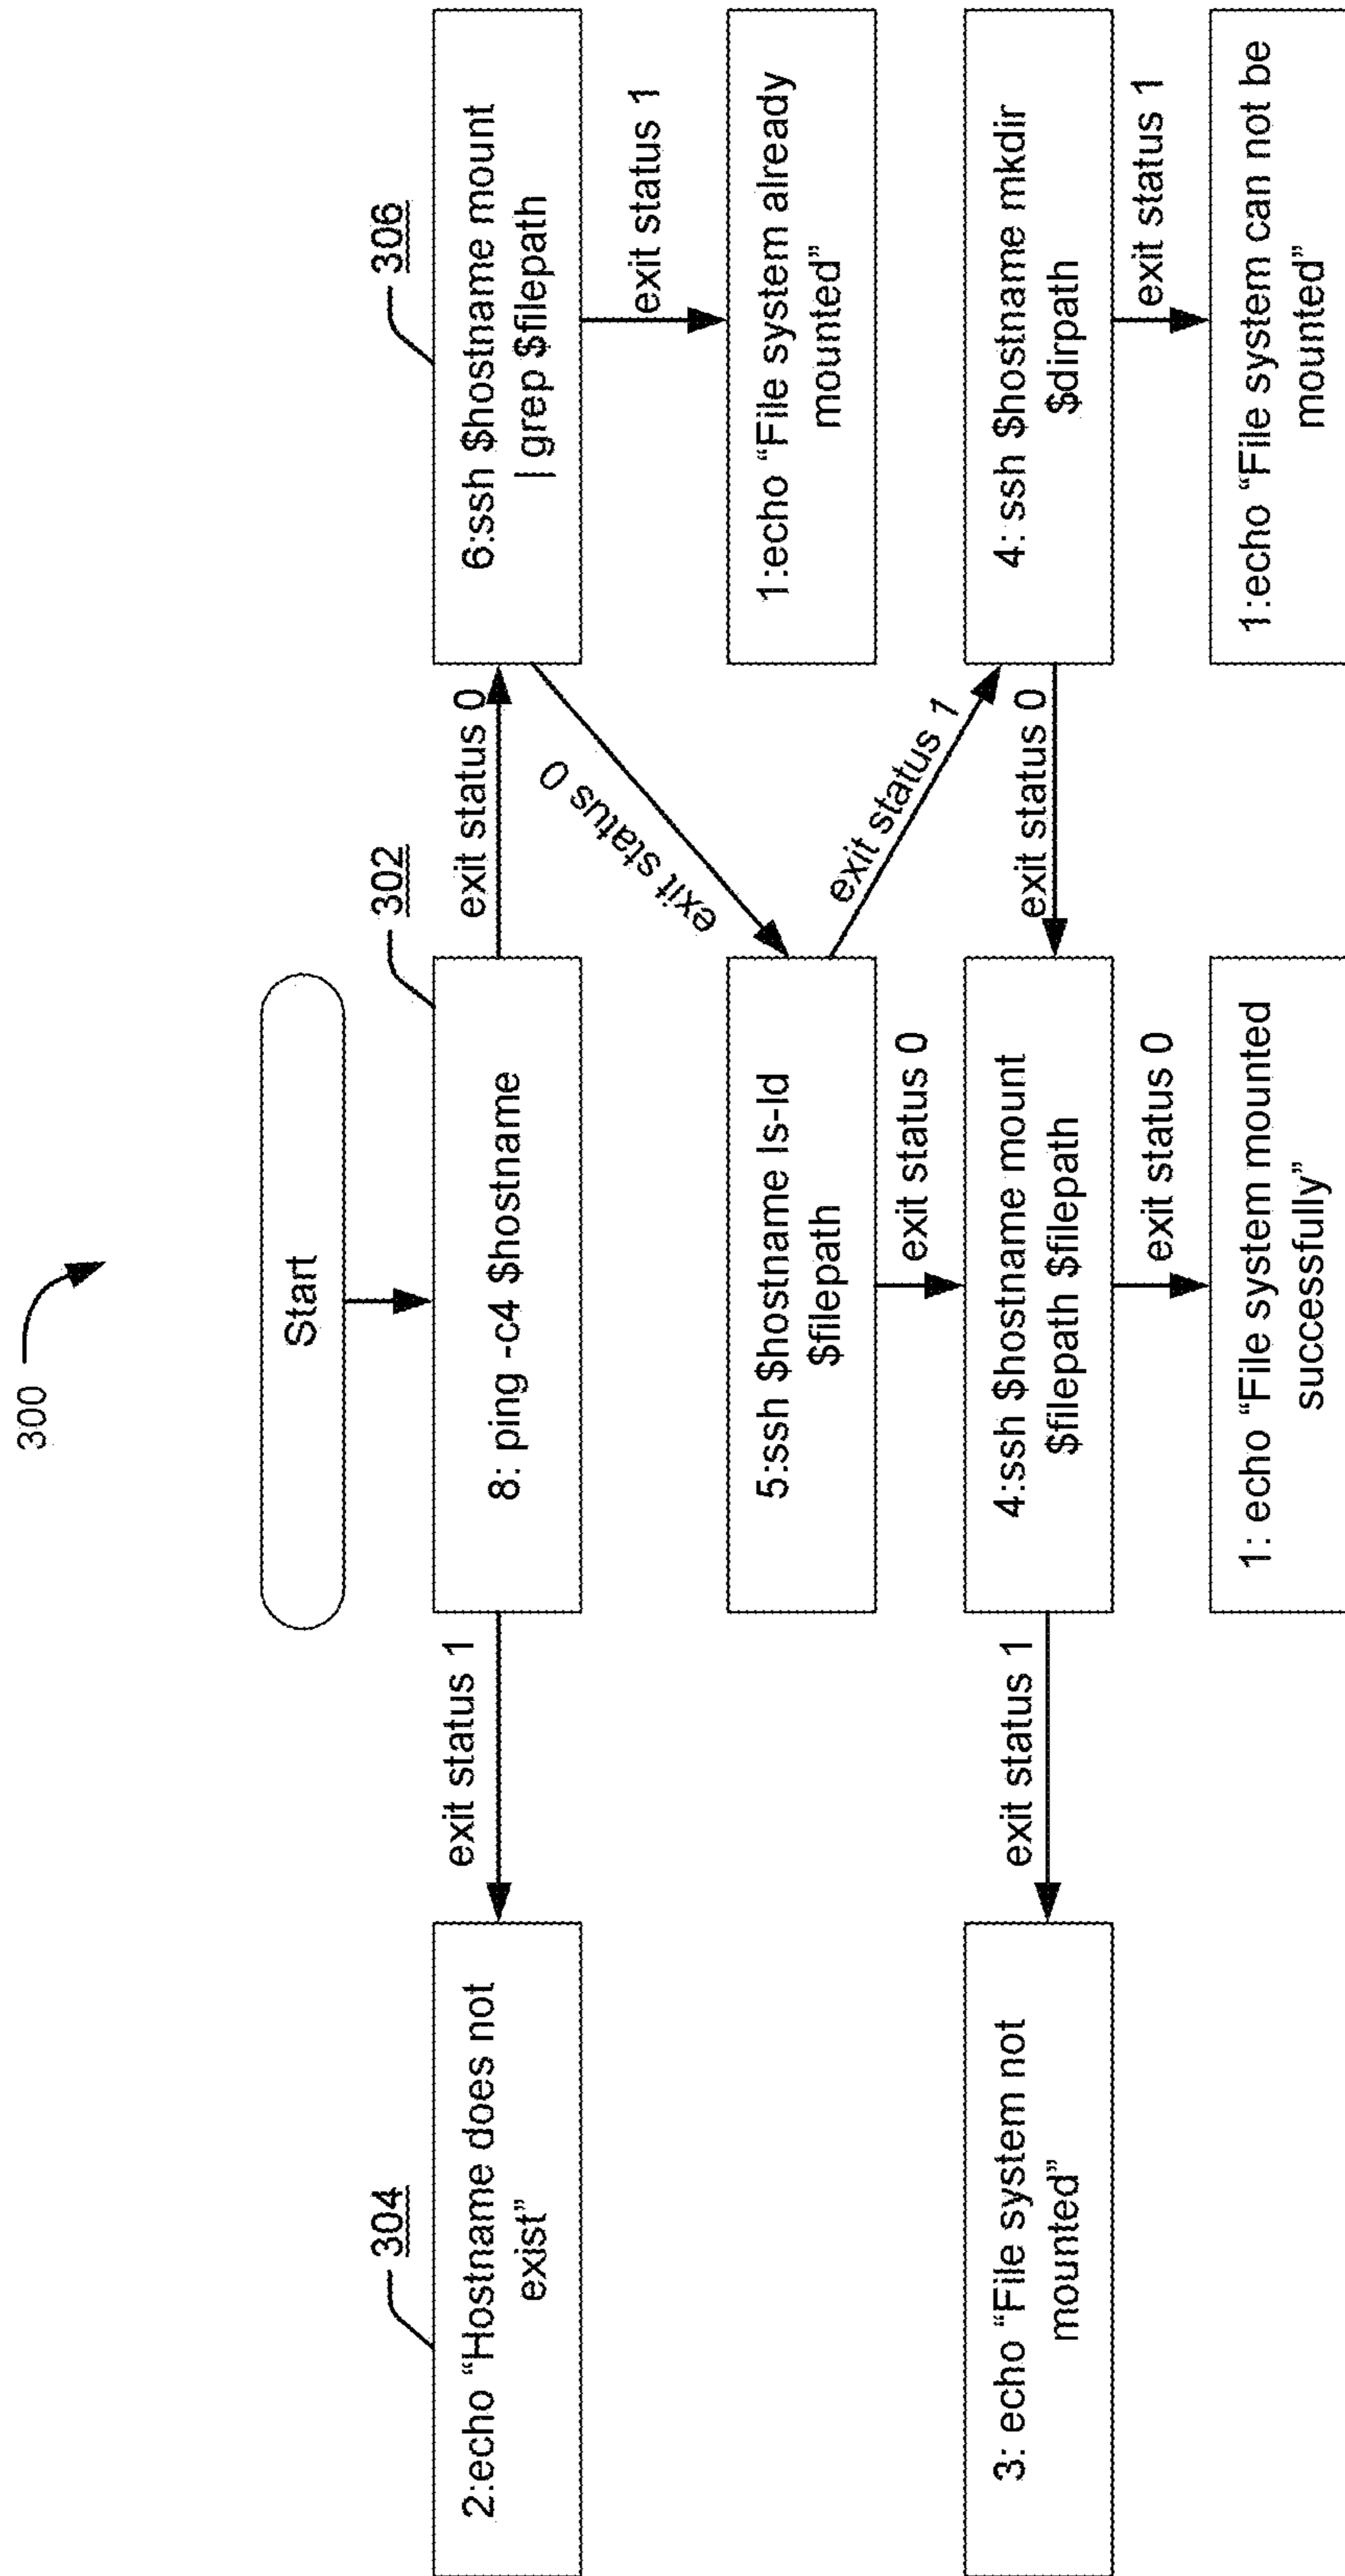 300
Start
304
302
306
2:echo “Hostname does not
exist”
exit status 1
8: ping -c4 $hostname
exit status 0
6:ssh $hostname mount
| grep $filepath
exit status 0
exit status 1
5:ssh $hostname ls-ld
$filepath
1:echo “File system already
mounted”
exit status 0
exit status 1
3: echo “File system not
mounted”
exit status 1
4:ssh $hostname mount
$filepath $filepath
exit status 0
4: ssh $hostname mkdir
$dirpath
exit status 0
exit status 1
1: echo “File system mounted
successfully”
1:echo “File system can not be
mounted”